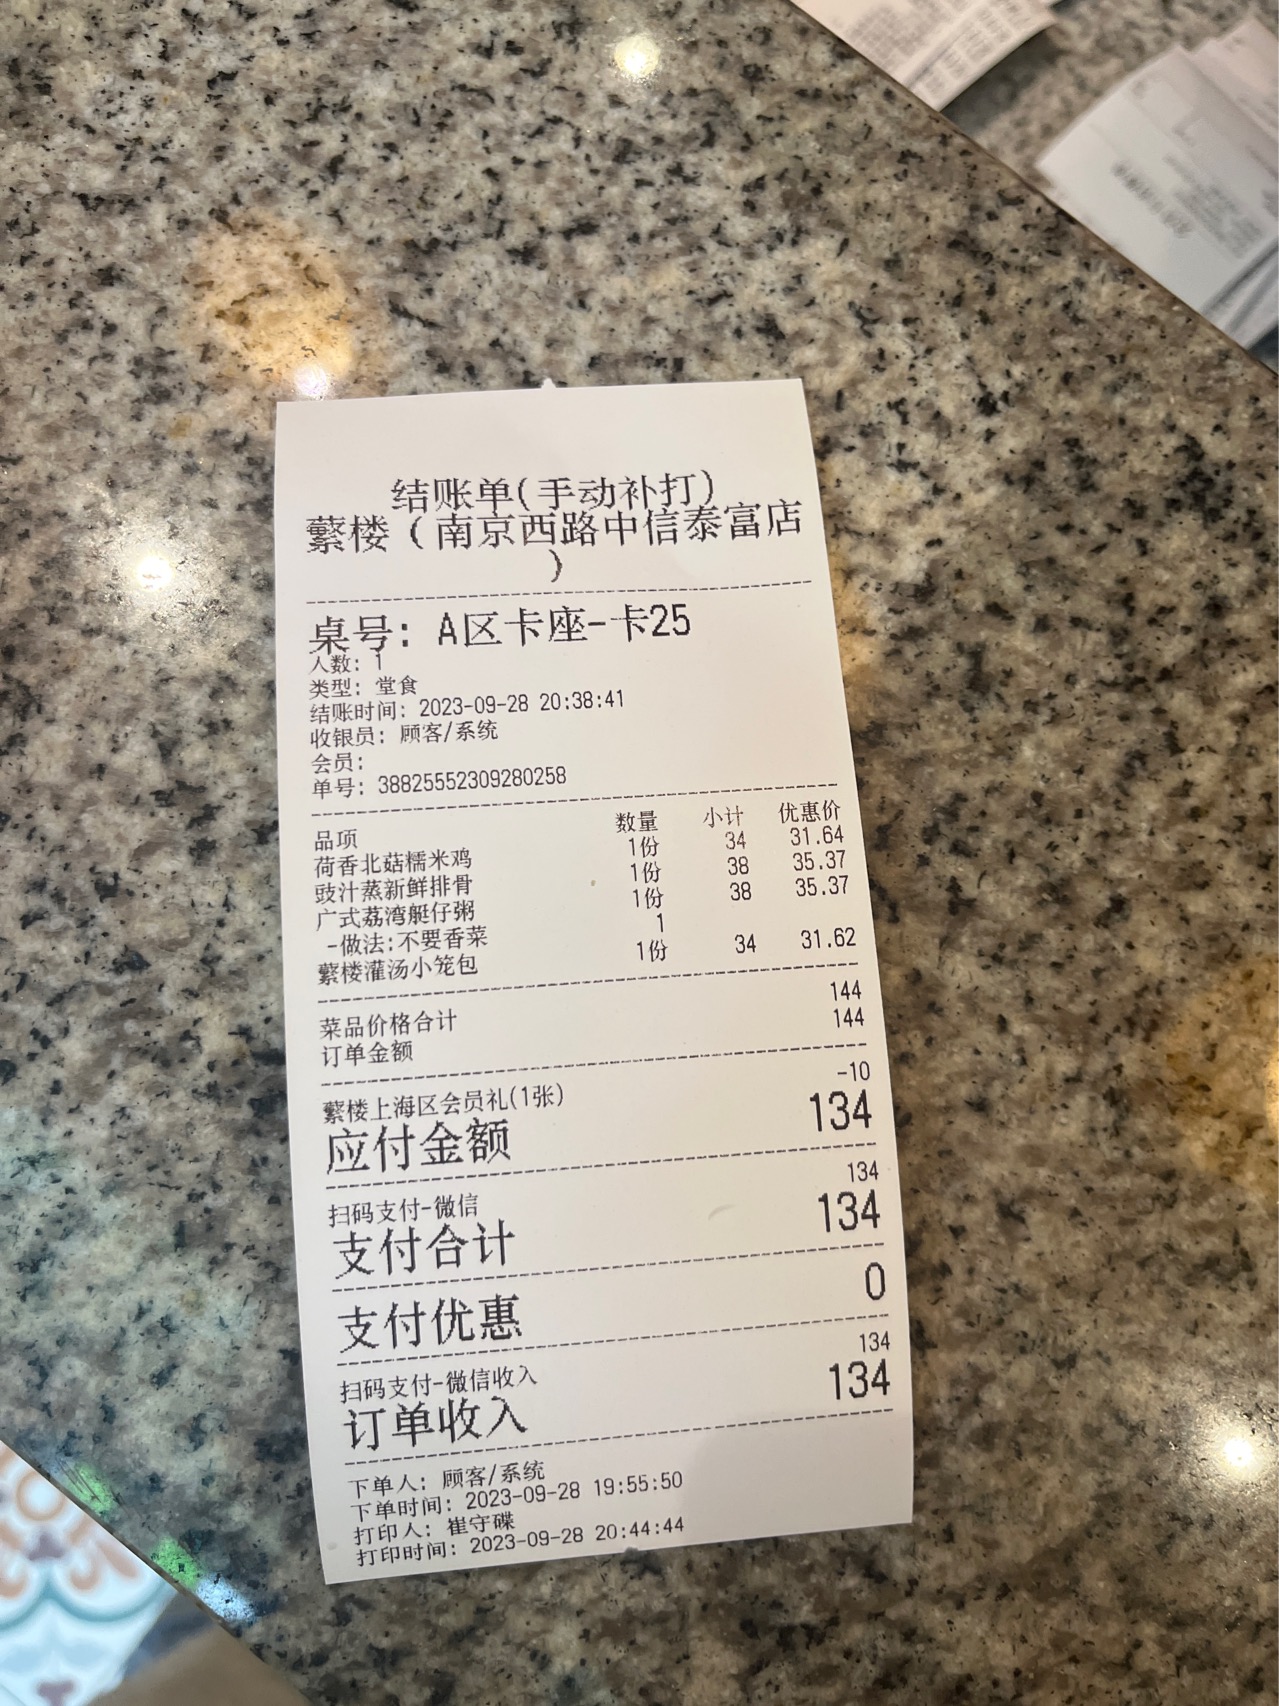 结账单(手动补打)
蘩楼(南京西路中信泰富店
)
桌号: A区卡座-卡25
人数: 1
类型: 堂食
结账时间: 2023-09-28 20:38:41
收银员: 顾客/系统
会员:
单号: 38825552309280258
品项 数量 小计 优惠价
荷香北菇糯米鸡 1份 34 31.64
豉汁蒸新鲜排骨 1份 38 35.37
广式荔湾艇仔粥 1份 38 35.37
-做法:不要香菜 1
蘩楼灌汤小笼包 1份 34 31.62
菜品价格合计 144
订单金额 144
蘩楼上海区会员礼(1张) -10
应付金额 134
扫码支付-微信 134
支付合计 134
支付优惠 0
扫码支付-微信收入 134
订单收入 134
下单人: 顾客/系统
下单时间: 2023-09-28 19:55:50
打印人: 崔守碟
打印时间: 2023-09-28 20:44:44